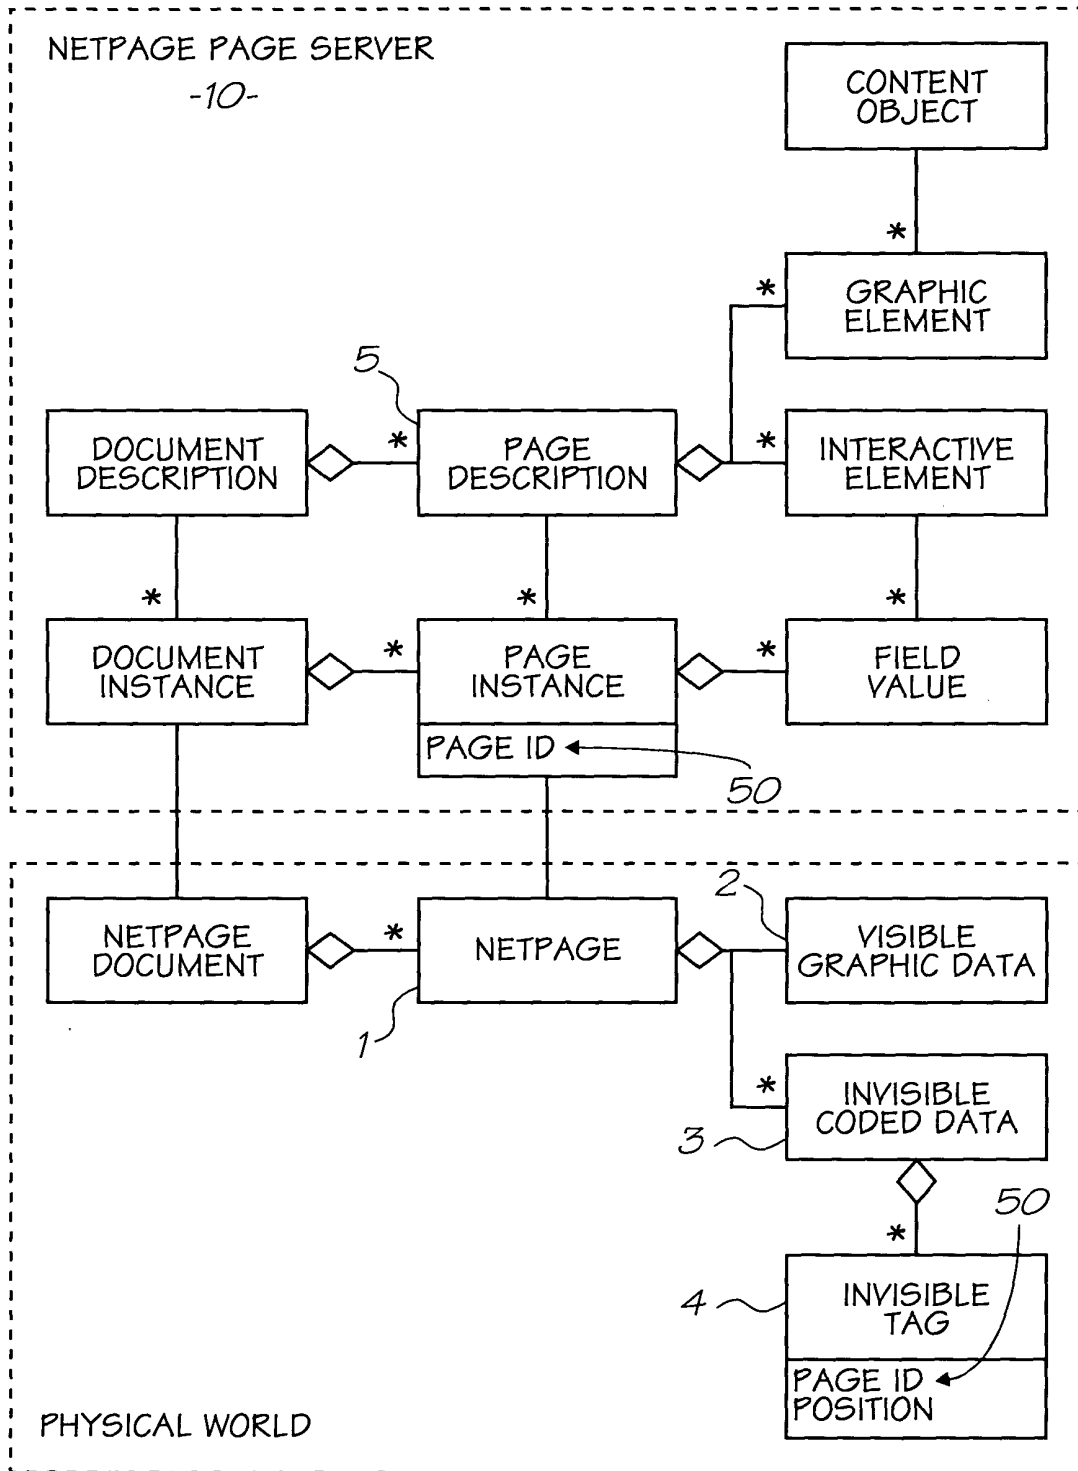 NETPAGE PAGE SERVER
-10-
CONTENT
OBJECT
*
GRAPHIC
ELEMENT
*
5
DOCUMENT
DESCRIPTION
*
PAGE
DESCRIPTION
*
INTERACTIVE
ELEMENT
*
*
*
DOCUMENT
INSTANCE
*
PAGE
INSTANCE
*
FIELD
VALUE
PAGE ID
50
NETPAGE
DOCUMENT
*
NETPAGE
1
2
VISIBLE
GRAPHIC DATA
*
INVISIBLE
CODED DATA
3
50
*
4
INVISIBLE
TAG
PAGE ID
POSITION
PHYSICAL WORLD